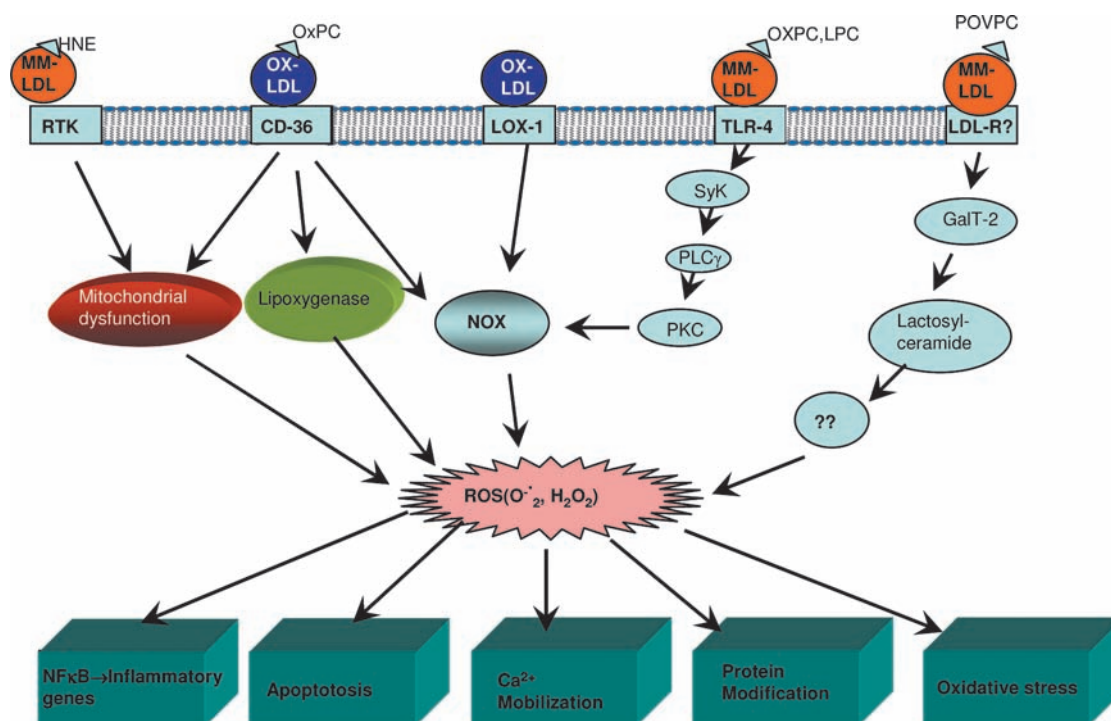 HNE
OxPC
OXPC,LPC
POVPC
MM-
LDL
OX-
LDL
OX-
LDL
MM-
LDL
MM-
LDL
RTK
CD-36
LOX-1
TLR-4
LDL-R?
SyK
GalT-2
PLCγ
Mitochondrial
dysfunction
Lipoxygenase
NOX
PKC
Lactosyl-
ceramide
??
ROS(O⁻˙₂, H₂O₂)
NFκB→Inflammatory
genes
Apoptotosis
Ca²⁺
Mobilization
Protein
Modification
Oxidative stress